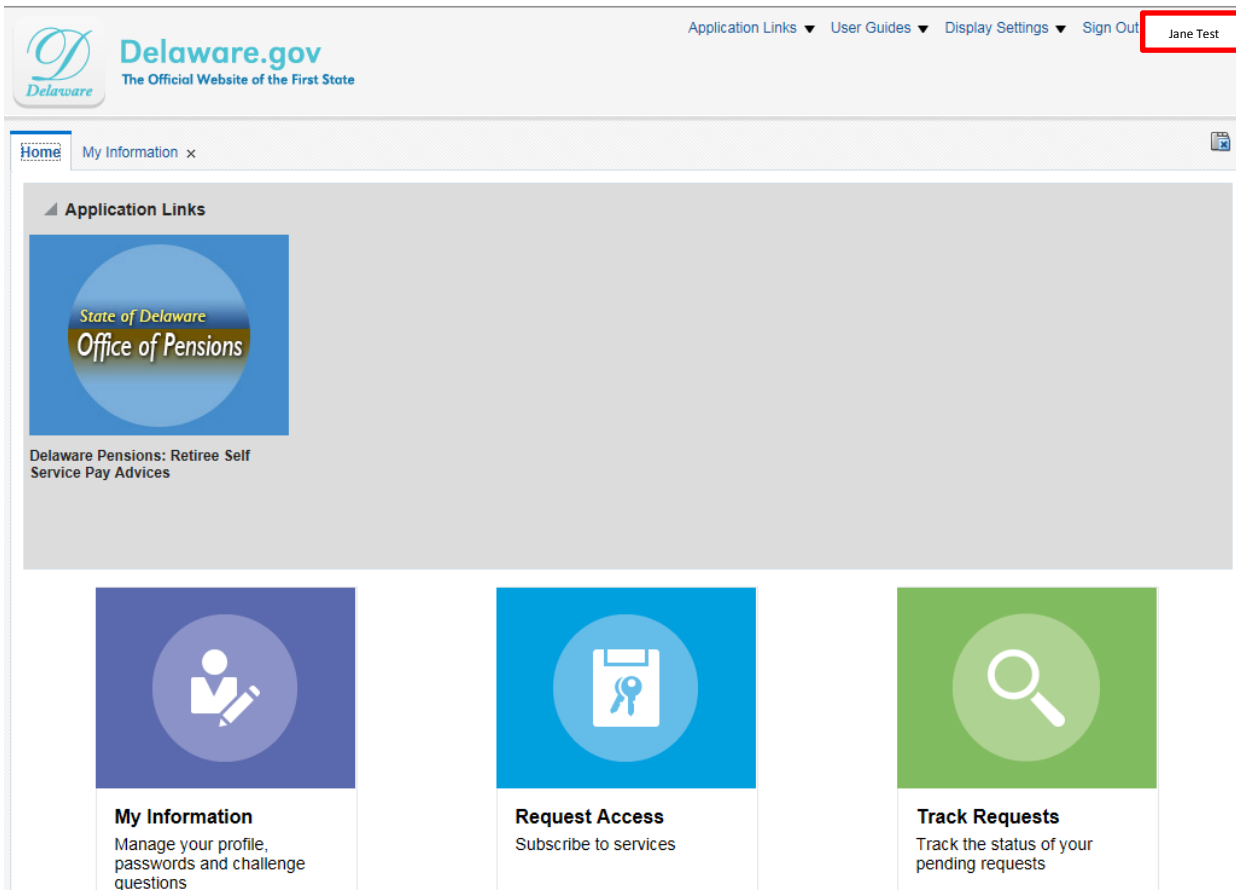 Application Links ▼ User Guides ▼ Display Settings ▼ Sign Out Jane Test
Delaware
Delaware.gov
The Official Website of the First State
Home My Information x
Application Links
State of Delaware
Office of Pensions
Delaware Pensions: Retiree Self
Service Pay Advices
My Information
Manage your profile,
passwords and challenge
questions
Request Access
Subscribe to services
Track Requests
Track the status of your
pending requests